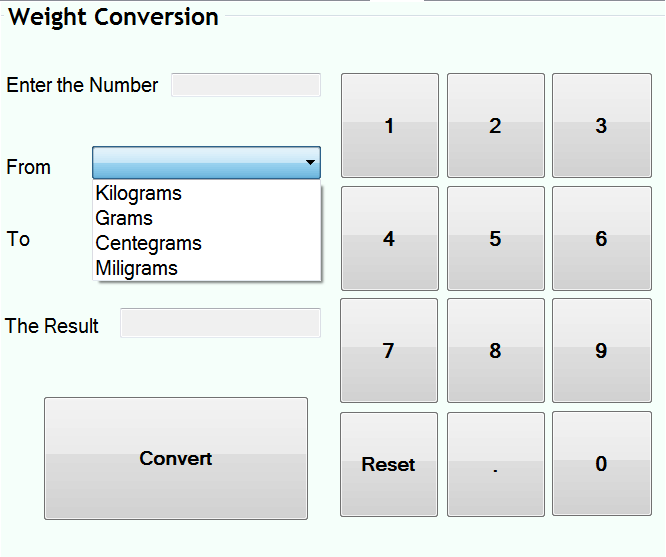 Weight Conversion
Enter the Number
1 2 3
From
Kilograms
Grams
Centegrams
Miligrams
To
4 5 6
The Result
7 8 9
Convert
Reset . 0